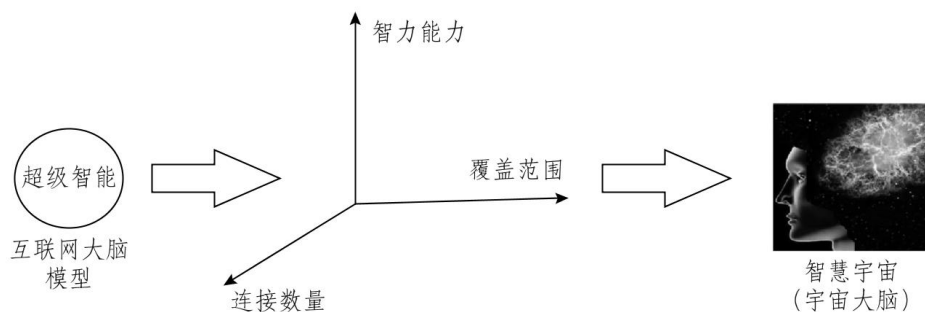 超级智能
互联网大脑
模型
智力能力
覆盖范围
连接数量
智慧宇宙
（宇宙大脑）